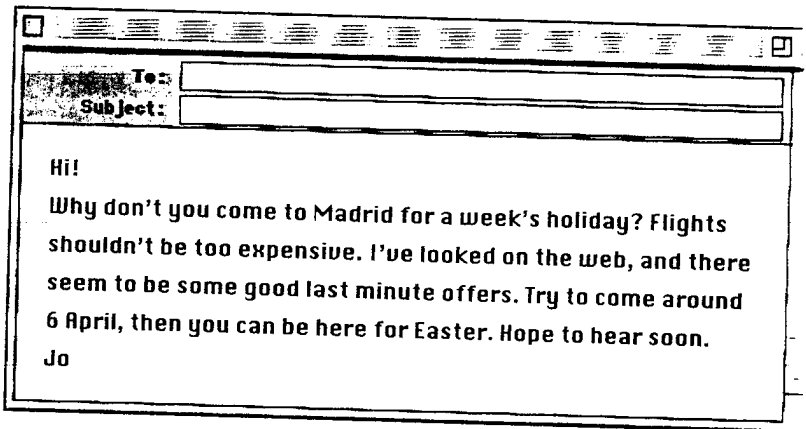 To:
Subject:
Hi!
Why don't you come to Madrid for a week's holiday? Flights
shouldn't be too expensive. I've looked on the web, and there
seem to be some good last minute offers. Try to come around
6 April, then you can be here for Easter. Hope to hear soon.
Jo